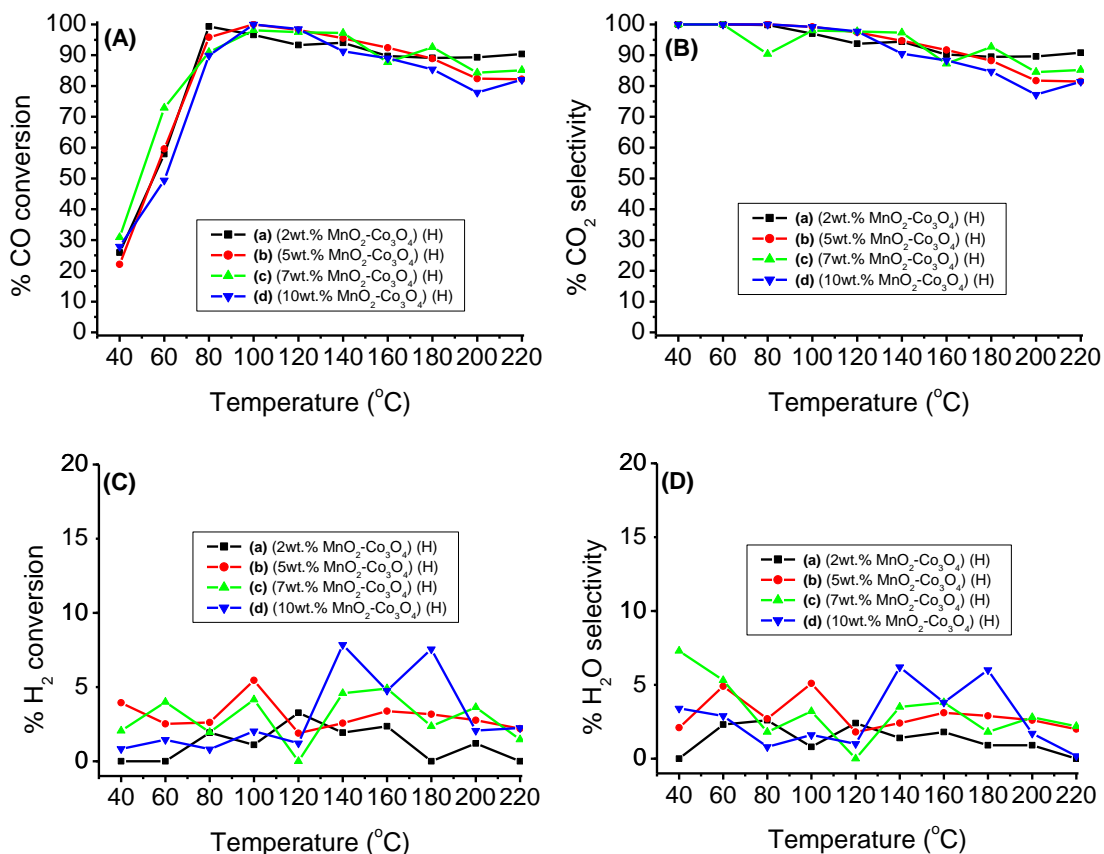 (A)
% CO conversion
100
90
80
70
60
50
40
30
20
10
0
(a) (2wt.% MnO₂-Co₃O₄) (H)
(b) (5wt.% MnO₂-Co₃O₄) (H)
(c) (7wt.% MnO₂-Co₃O₄) (H)
(d) (10wt.% MnO₂-Co₃O₄) (H)
40 60 80 100 120 140 160 180 200 220
Temperature (°C)
(B)
% CO₂ selectivity
100
90
80
70
60
50
40
30
20
10
0
(a) (2wt.% MnO₂-Co₃O₄) (H)
(b) (5wt.% MnO₂-Co₃O₄) (H)
(c) (7wt.% MnO₂-Co₃O₄) (H)
(d) (10wt.% MnO₂-Co₃O₄) (H)
40 60 80 100 120 140 160 180 200 220
Temperature (°C)
(C)
% H₂ conversion
20
15
10
5
0
(a) (2wt.% MnO₂-Co₃O₄) (H)
(b) (5wt.% MnO₂-Co₃O₄) (H)
(c) (7wt.% MnO₂-Co₃O₄) (H)
(d) (10wt.% MnO₂-Co₃O₄) (H)
40 60 80 100 120 140 160 180 200 220
Temperature (°C)
(D)
% H₂O selectivity
20
15
10
5
0
(a) (2wt.% MnO₂-Co₃O₄) (H)
(b) (5wt.% MnO₂-Co₃O₄) (H)
(c) (7wt.% MnO₂-Co₃O₄) (H)
(d) (10wt.% MnO₂-Co₃O₄) (H)
40 60 80 100 120 140 160 180 200 220
Temperature (°C)